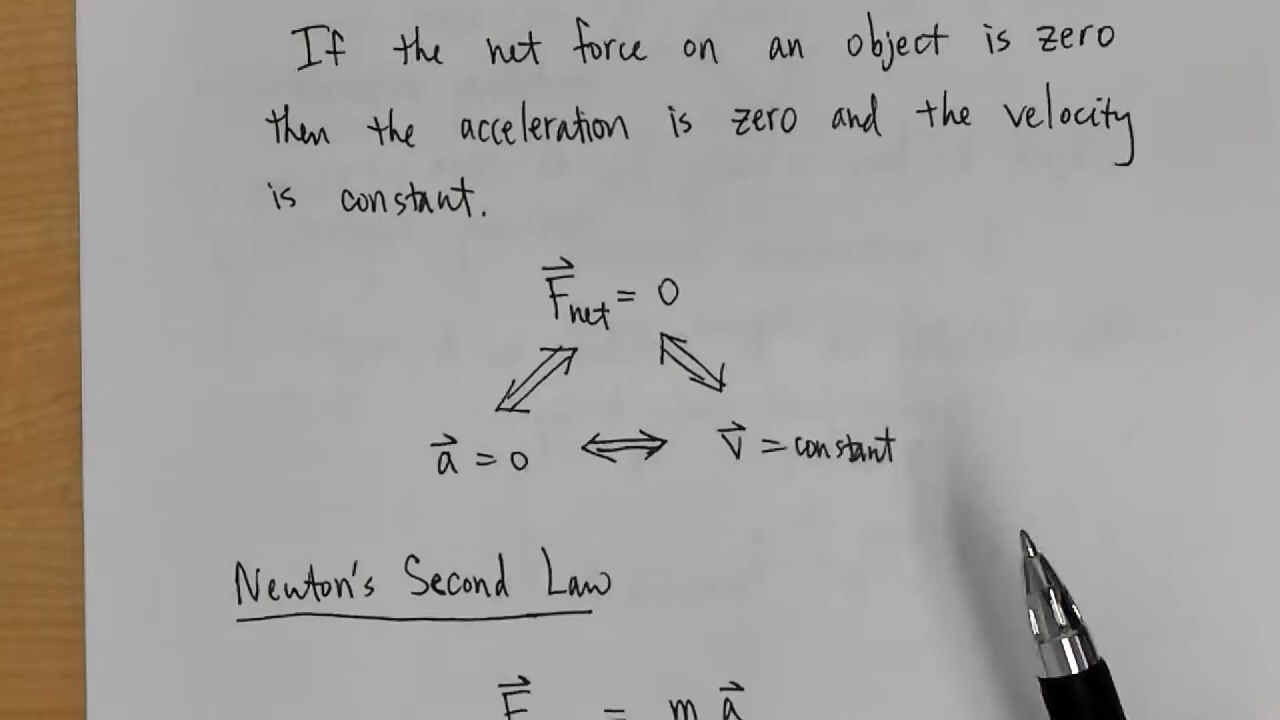 If the net force on an object is zero
then the acceleration is zero and the velocity
is constant.
F⃗net = 0
a⃗ = 0 ⟺ v⃗ = constant
Newton's Second Law
F⃗ = m a⃗